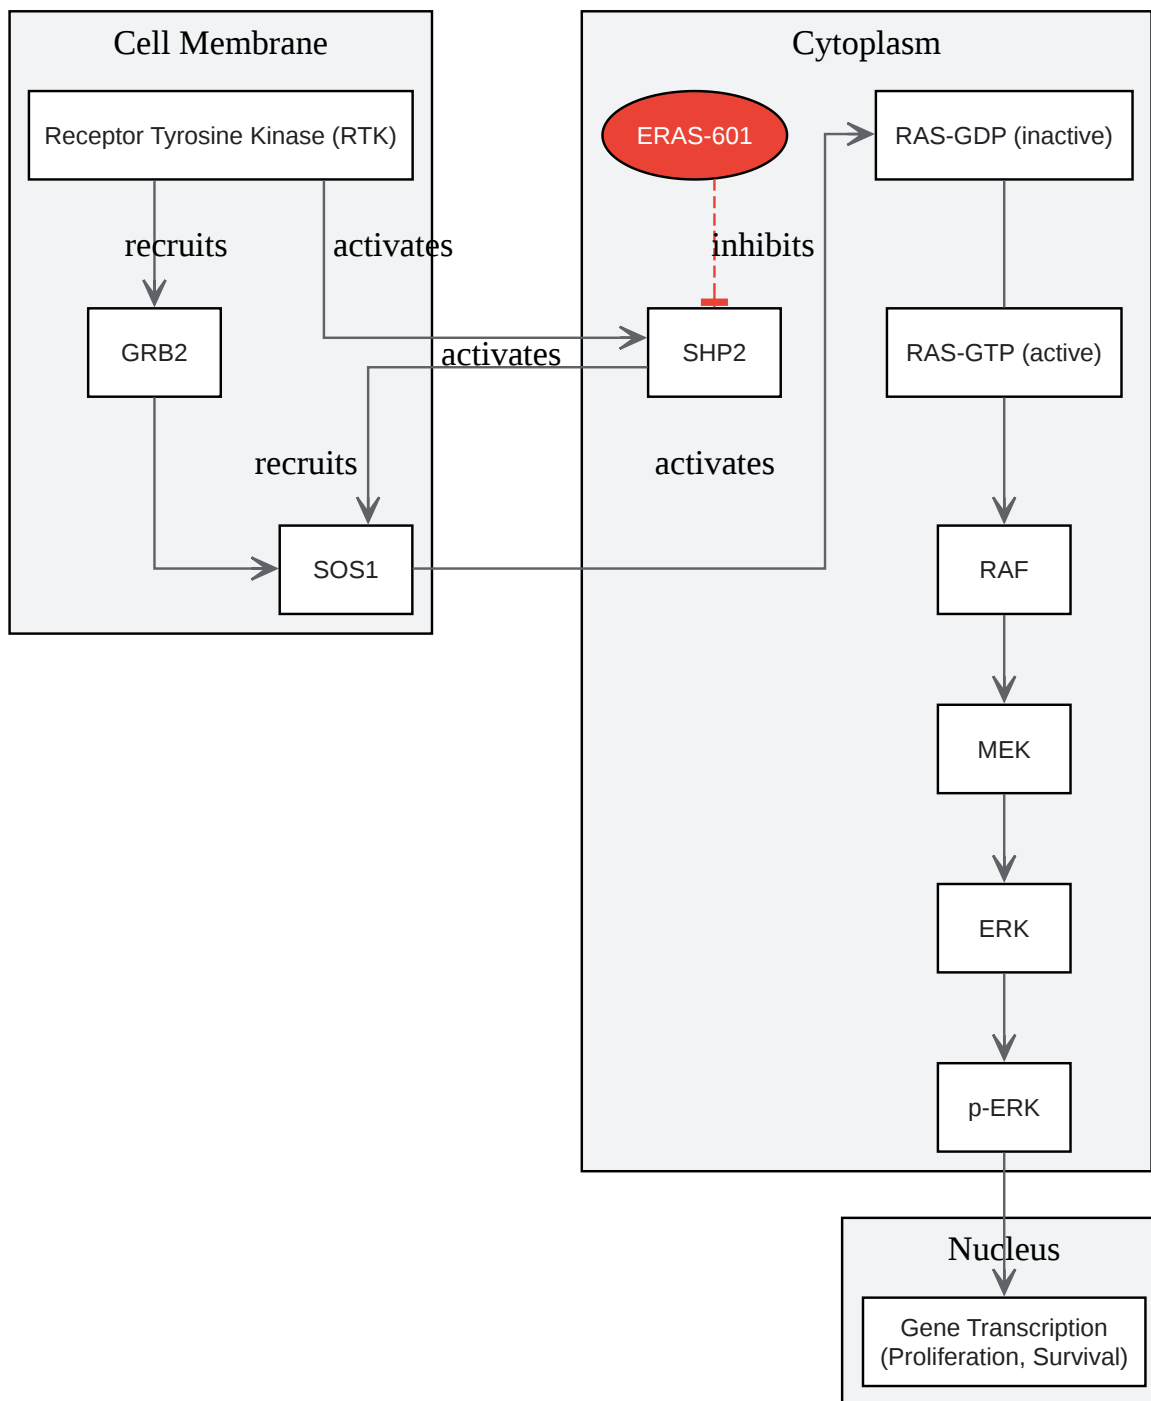 Cell Membrane
Cytoplasm
Receptor Tyrosine Kinase (RTK)
ERAS-601
RAS-GDP (inactive)
recruits
activates
inhibits
GRB2
activates
SHP2
RAS-GTP (active)
recruits
activates
SOS1
RAF
MEK
ERK
p-ERK
Nucleus
Gene Transcription
(Proliferation, Survival)